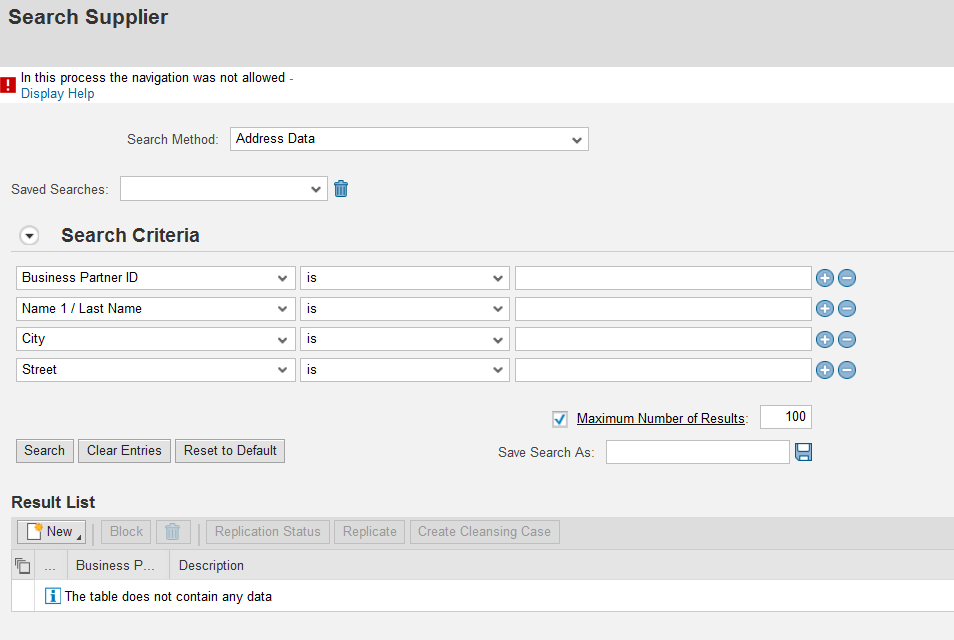 Search Supplier
In this process the navigation was not allowed -
Display Help
Search Method: Address Data
Saved Searches:
Search Criteria
Business Partner ID is
Name 1 / Last Name is
City is
Street is
Maximum Number of Results: 100
Search Clear Entries Reset to Default Save Search As:
Result List
New Block Replication Status Replicate Create Cleansing Case
... Business P... Description
The table does not contain any data